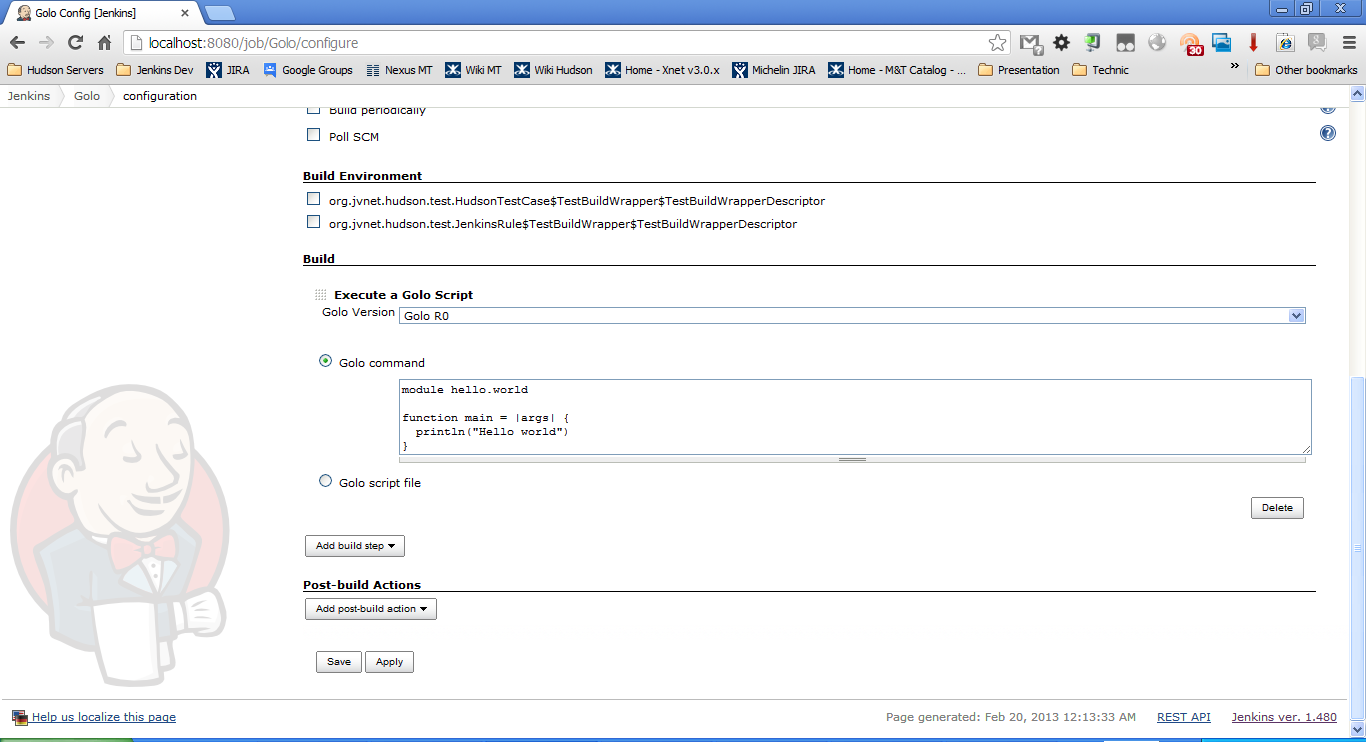 Golo Config [Jenkins]
localhost:8080/job/Golo/configure
30
Hudson Servers Jenkins Dev JIRA Google Groups Nexus MT Wiki MT Wiki Hudson Home - Xnet v3.0.x Michelin JIRA Home - M&T Catalog - ... Presentation Technic » Other bookmarks
Jenkins Golo configuration
Build periodically
Poll SCM
Build Environment
org.jvnet.hudson.test.HudsonTestCase$TestBuildWrapper$TestBuildWrapperDescriptor
org.jvnet.hudson.test.JenkinsRule$TestBuildWrapper$TestBuildWrapperDescriptor
Build
Execute a Golo Script
Golo Version Golo R0
Golo command
module hello.world
function main = |args| {
println("Hello world")
}
Golo script file
Delete
Add build step
Post-build Actions
Add post-build action
Save Apply
Help us localize this page Page generated: Feb 20, 2013 12:13:33 AM REST API Jenkins ver. 1.480